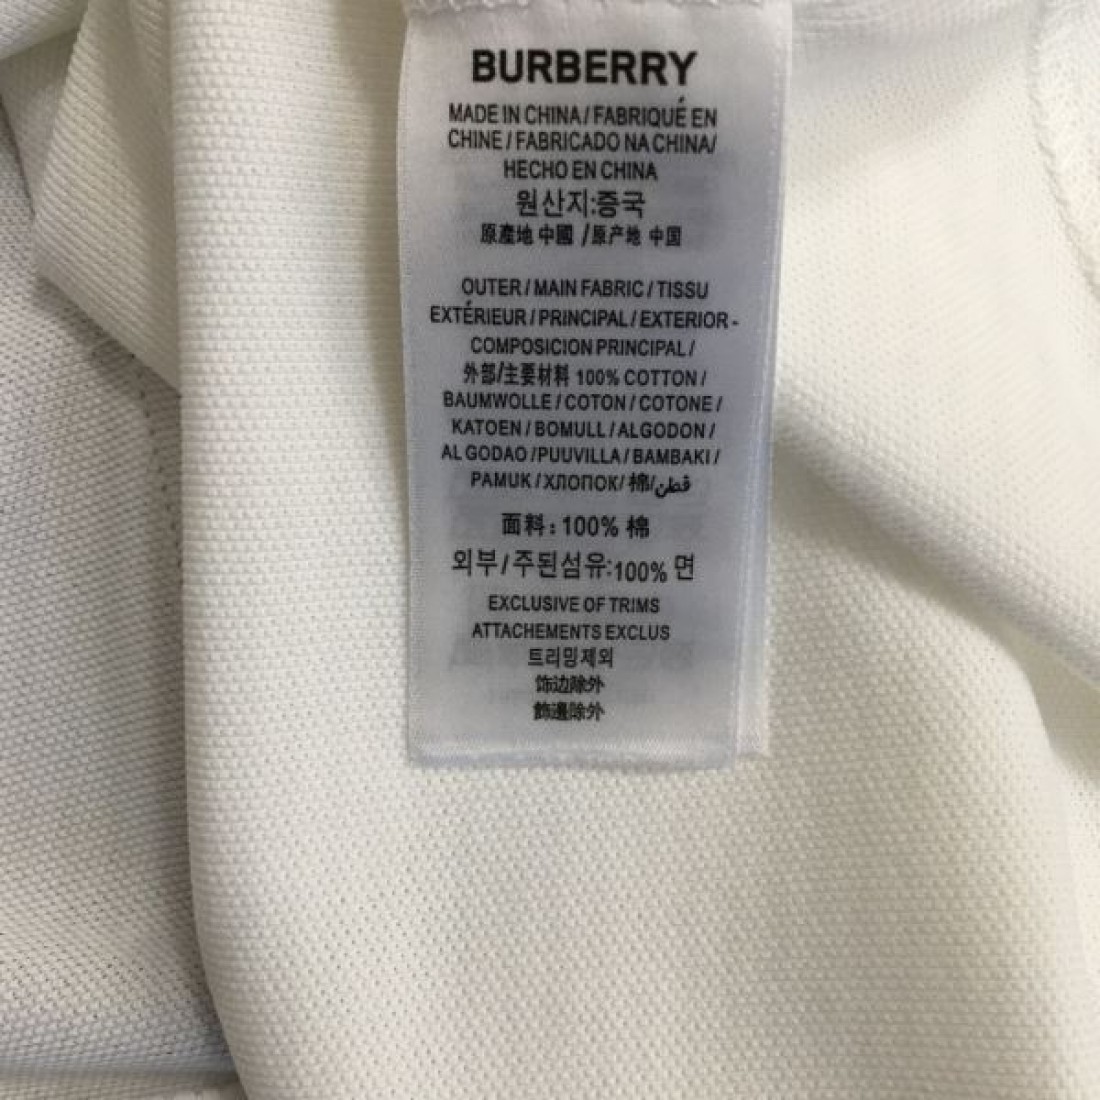 BURBERRY
MADE IN CHINA / FABRIQUÉ EN
CHINE / FABRICADO NA CHINA/
HECHO EN CHINA
원산지:중국
原產地 中國 /原产地 中国
OUTER / MAIN FABRIC / TISSU
EXTÉRIEUR / PRINCIPAL / EXTERIOR -
COMPOSICION PRINCIPAL /
外部/主要材料 100% COTTON /
BAUMWOLLE / COTON / COTONE /
KATOEN / BOMULL / ALGODON /
AL GODAO /PUUVILLA / BAMBAKI /
PAMUK / ХЛОПОК/ 棉/قطن
面料: 100% 棉
외부/주된섬유:100% 면
EXCLUSIVE OF TRIMS
ATTACHEMENTS EXCLUS
트리밍제외
饰边除外
飾邊除外